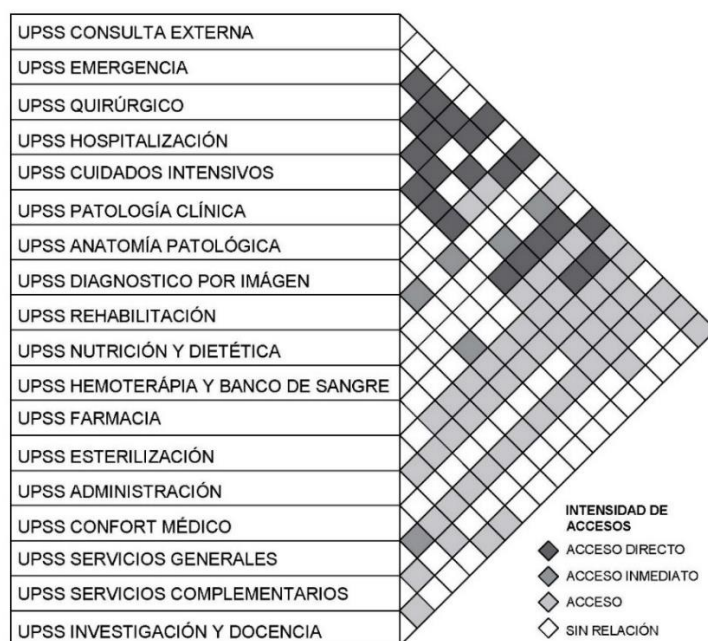 UPSS CONSULTA EXTERNA
UPSS EMERGENCIA
UPSS QUIRÚRGICO
UPSS HOSPITALIZACIÓN
UPSS CUIDADOS INTENSIVOS
UPSS PATOLOGÍA CLÍNICA
UPSS ANATOMÍA PATOLÓGICA
UPSS DIAGNOSTICO POR IMÁGEN
UPSS REHABILITACIÓN
UPSS NUTRICIÓN Y DIETÉTICA
UPSS HEMOTERÁPIA Y BANCO DE SANGRE
UPSS FARMACIA
UPSS ESTERILIZACIÓN
UPSS ADMINISTRACIÓN
UPSS CONFORT MÉDICO
UPSS SERVICIOS GENERALES
UPSS SERVICIOS COMPLEMENTARIOS
UPSS INVESTIGACIÓN Y DOCENCIA
INTENSIDAD DE
ACCESOS
ACCESO DIRECTO
ACCESO INMEDIATO
ACCESO
SIN RELACIÓN